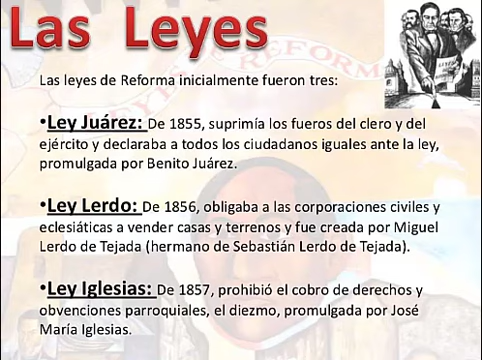 Las Leyes
Las leyes de Reforma inicialmente fueron tres:
•Ley Juárez: De 1855, suprimía los fueros del clero y del
ejército y declaraba a todos los ciudadanos iguales ante la ley,
promulgada por Benito Juárez.
•Ley Lerdo: De 1856, obligaba a las corporaciones civiles y
eclesiáticas a vender casas y terrenos y fue creada por Miguel
Lerdo de Tejada (hermano de Sebastián Lerdo de Tejada).
•Ley Iglesias: De 1857, prohibió el cobro de derechos y
obvenciones parroquiales, el diezmo, promulgada por José
María Iglesias.